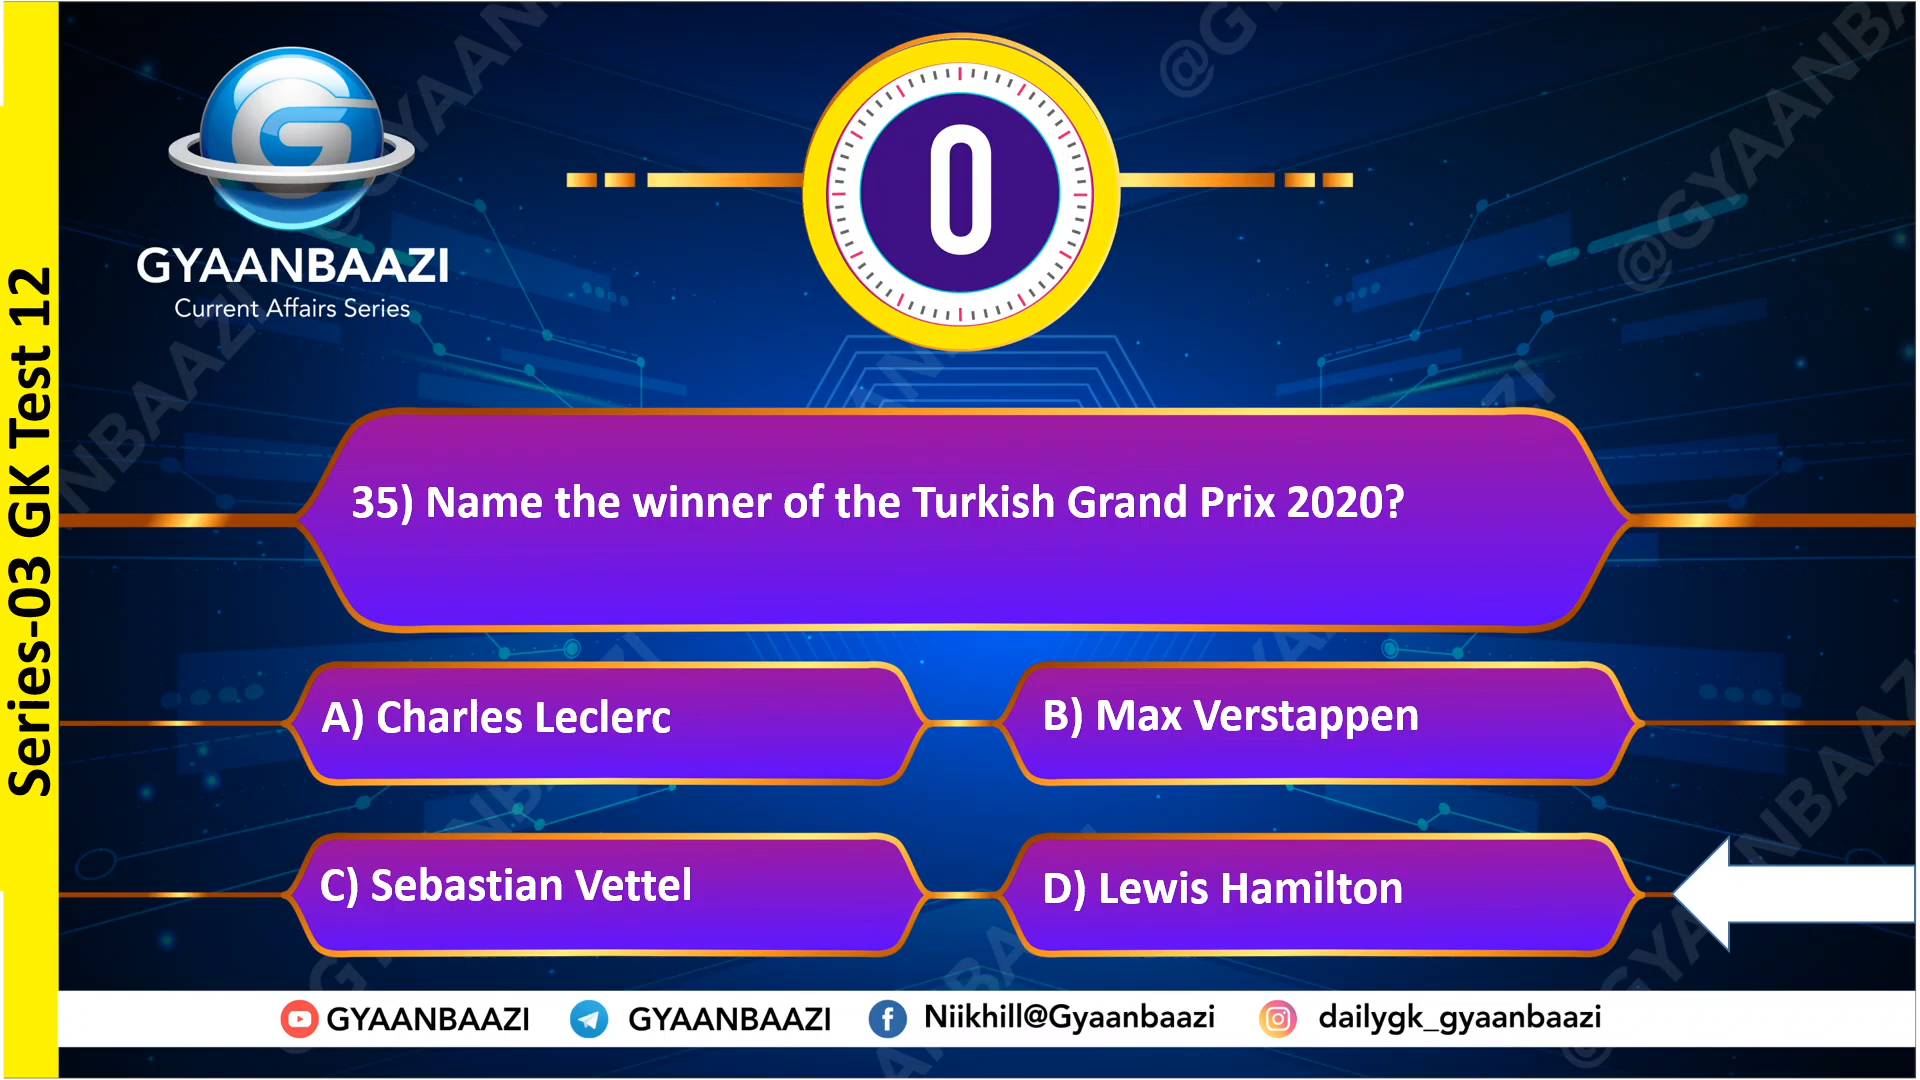 GYAANBAAZI
Current Affairs Series
0
Series-03 GK Test 12
35) Name the winner of the Turkish Grand Prix 2020?
A) Charles Leclerc
B) Max Verstappen
C) Sebastian Vettel
D) Lewis Hamilton
GYAANBAAZI GYAANBAAZI Niikhill@Gyaanbaazi dailygk_gyaanbaazi
@GYAANBAAZI